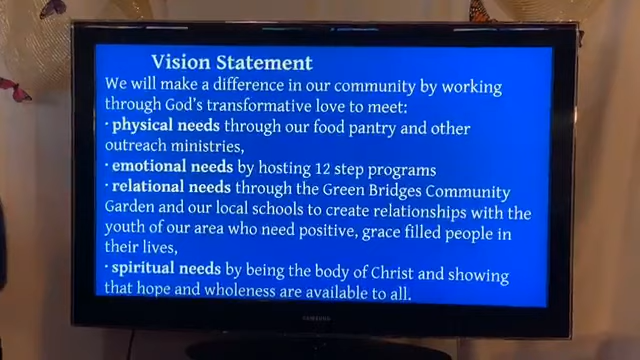 Vision Statement
We will make a difference in our community by working
through God's transformative love to meet:
· physical needs through our food pantry and other
outreach ministries,
· emotional needs by hosting 12 step programs
· relational needs through the Green Bridges Community
Garden and our local schools to create relationships with the
youth of our area who need positive, grace filled people in
their lives,
· spiritual needs by being the body of Christ and showing
that hope and wholeness are available to all.
SAMSUNG